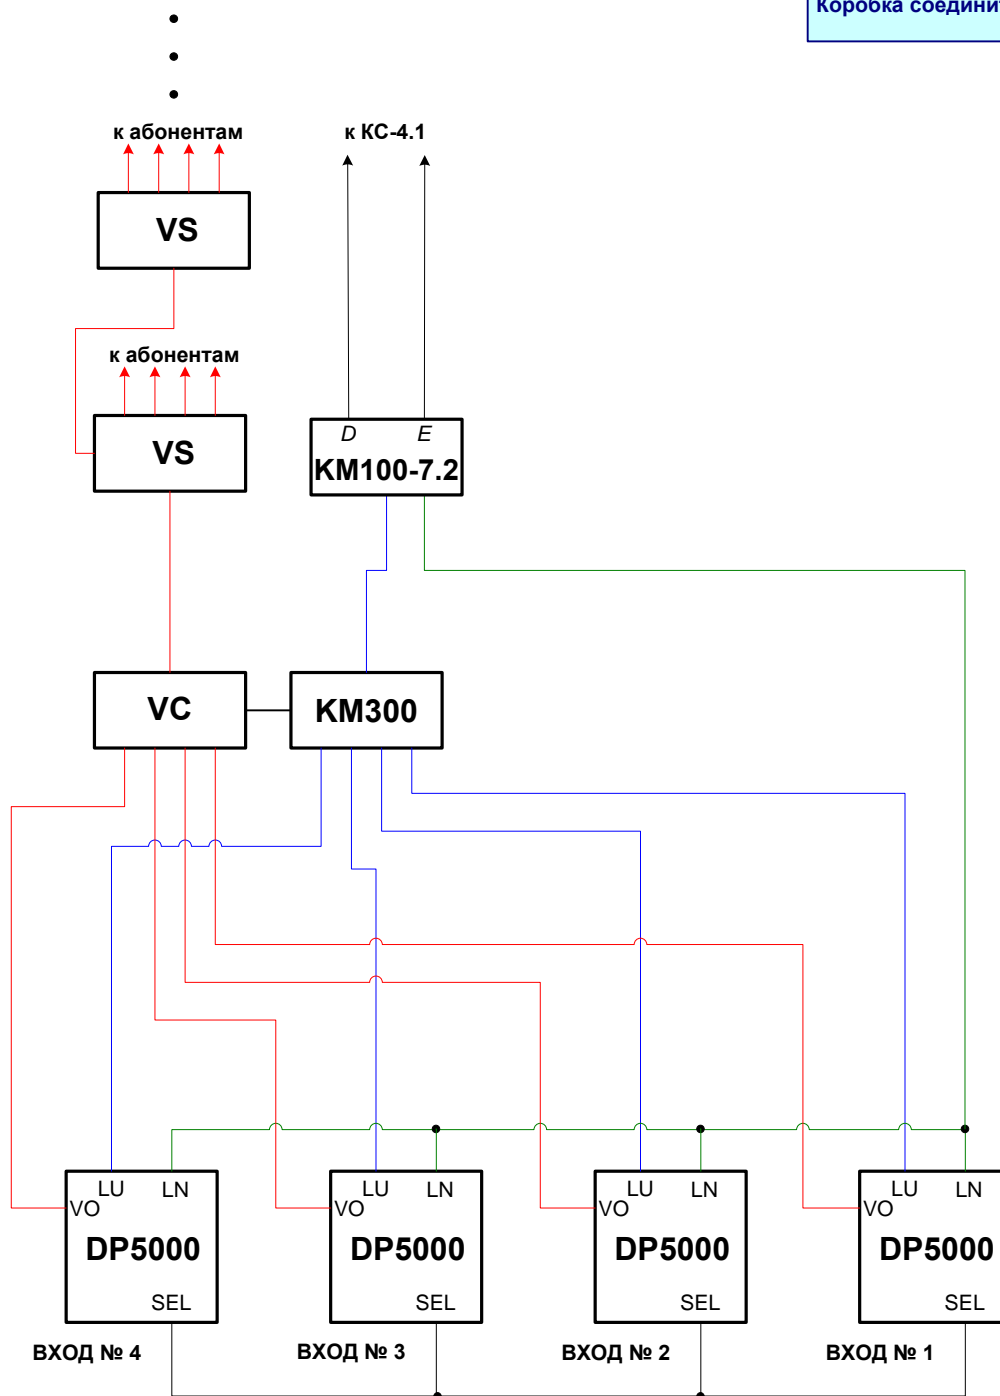 Коробка
к абонентам
к КС-4.1
VS
к абонентам
VS
D E
KM100-7.2
VC
KM300
LU LN
VO
DP5000
SEL
LU LN
VO
DP5000
SEL
LU LN
VO
DP5000
SEL
LU LN
VO
DP5000
SEL
ВХОД № 4
ВХОД № 3
ВХОД № 2
ВХОД № 1